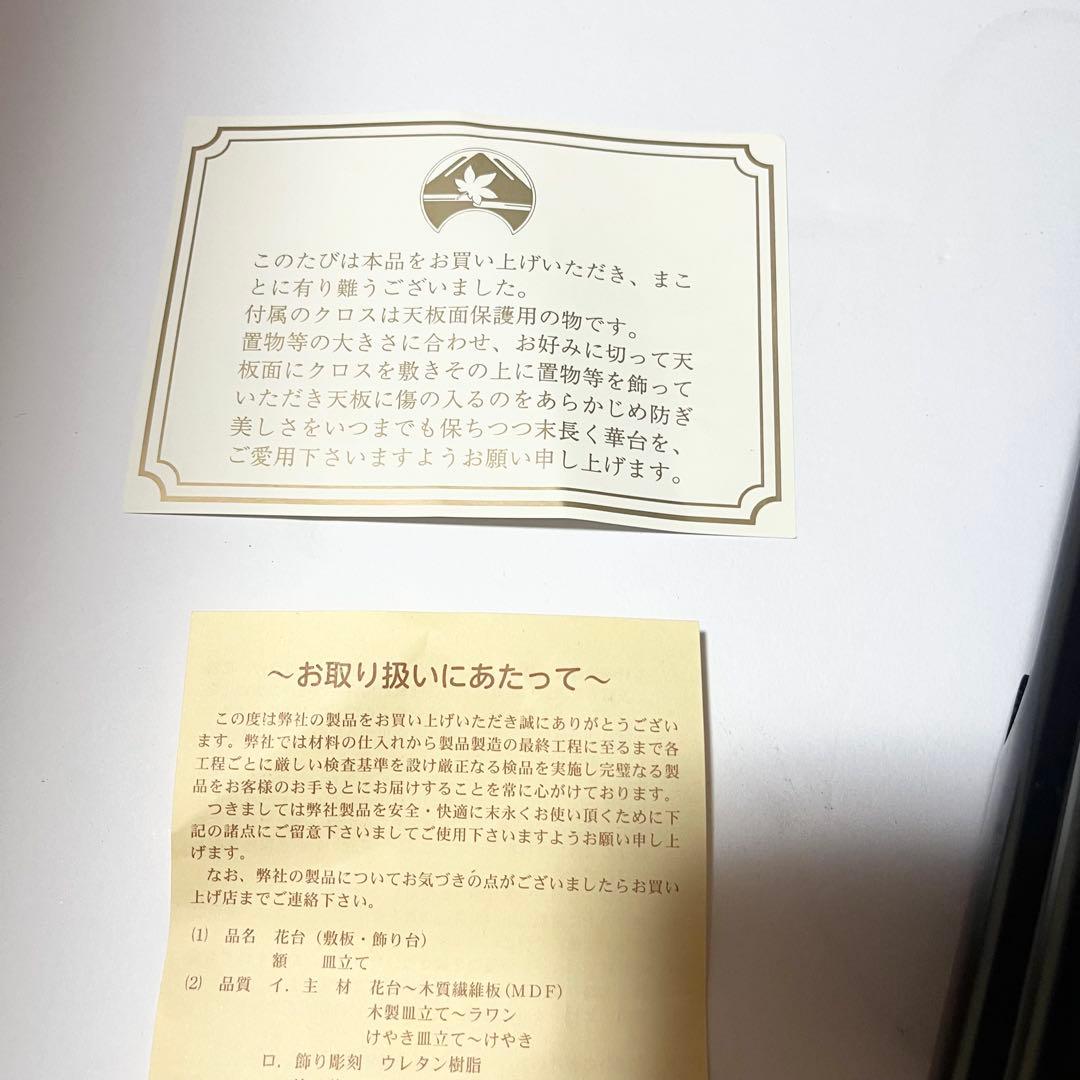 このたびは本品をお買い上げいただき、まこ
とに有り難うございました。
付属のクロスは天板面保護用の物です。
置物等の大きさに合わせ、お好みに切って天
板面にクロスを敷きその上に置物等を飾って
いただき天板に傷の入るのをあらかじめ防ぎ
美しさをいつまでも保ちつつ末長く華台を、
ご愛用下さいますようお願い申し上げます。
〜お取り扱いにあたって〜
この度は弊社の製品をお買い上げいただき誠にありがとうござい
ます。弊社では材料の仕入れから製品製造の最終工程に至るまで各
工程ごとに厳しい検査基準を設け厳正なる検品を実施し完璧なる製
品をお客様のお手もとにお届けすることを常に心がけております。
つきましては弊社製品を安全・快適に末永くお使い頂くために下
記の諸点にご留意下さいましてご使用下さいますようお願い申し上
げます。
なお、弊社の製品についてお気づきの点がございましたらお買い
上げ店までご連絡下さい。
(1) 品名 花台（敷板・飾り台）
額 皿立て
(2) 品質 イ．主 材 花台〜木質繊維板(MDF)
木製皿立て〜ラワン
けやき皿立て〜けやき
ロ．飾り彫刻 ウレタン樹脂